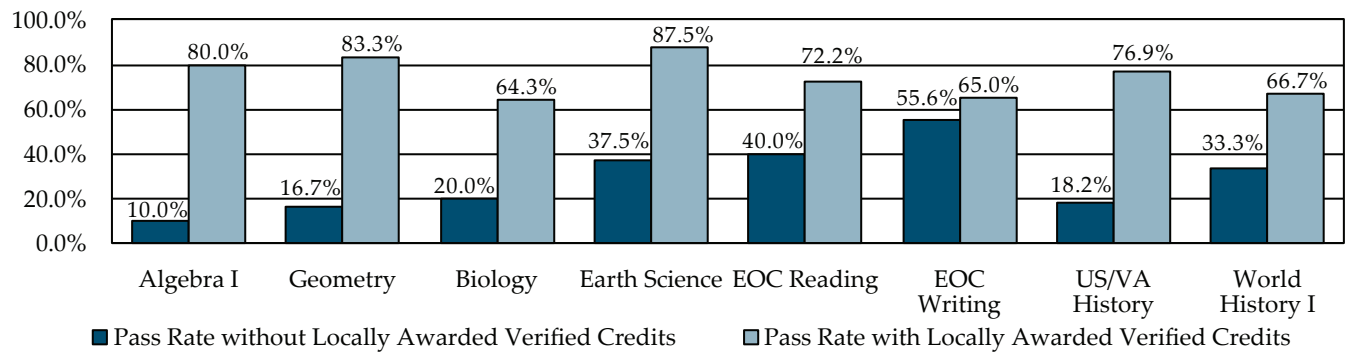 100.0%
80.0%
60.0%
40.0%
20.0%
0.0%
10.0%
80.0%
16.7%
83.3%
20.0%
64.3%
37.5%
87.5%
40.0%
72.2%
55.6%
65.0%
18.2%
76.9%
33.3%
66.7%
Algebra I
Geometry
Biology
Earth Science
EOC Reading
EOC
Writing
US/VA
History
World
History I
Pass Rate without Locally Awarded Verified Credits
Pass Rate with Locally Awarded Verified Credits